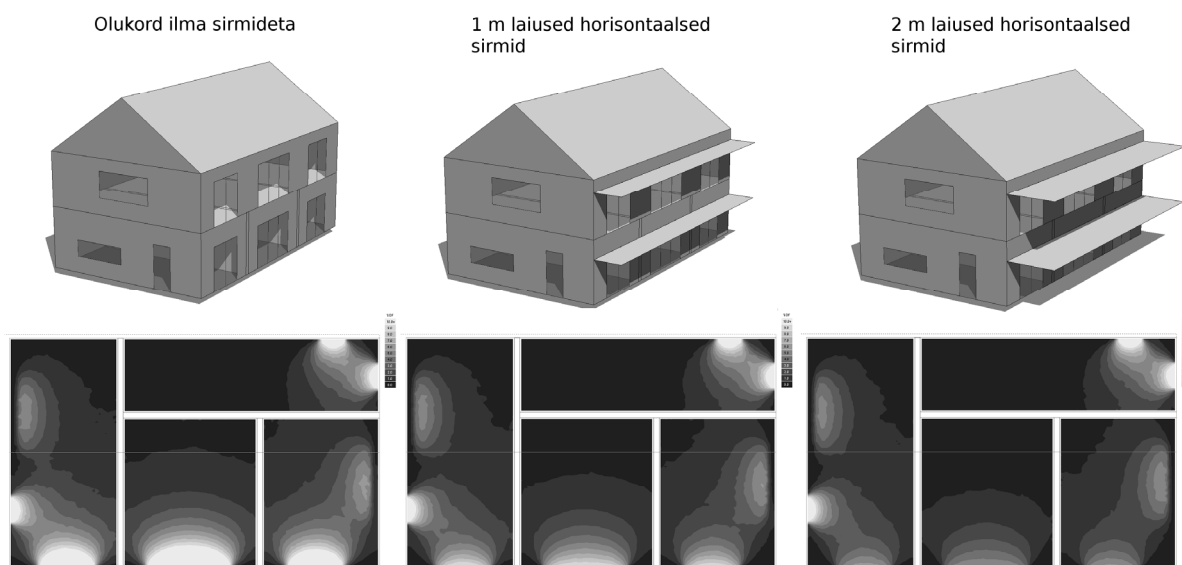 Olukord ilma sirmideta
1 m laiused horisontaalsed
sirmid
2 m laiused horisontaalsed
sirmid